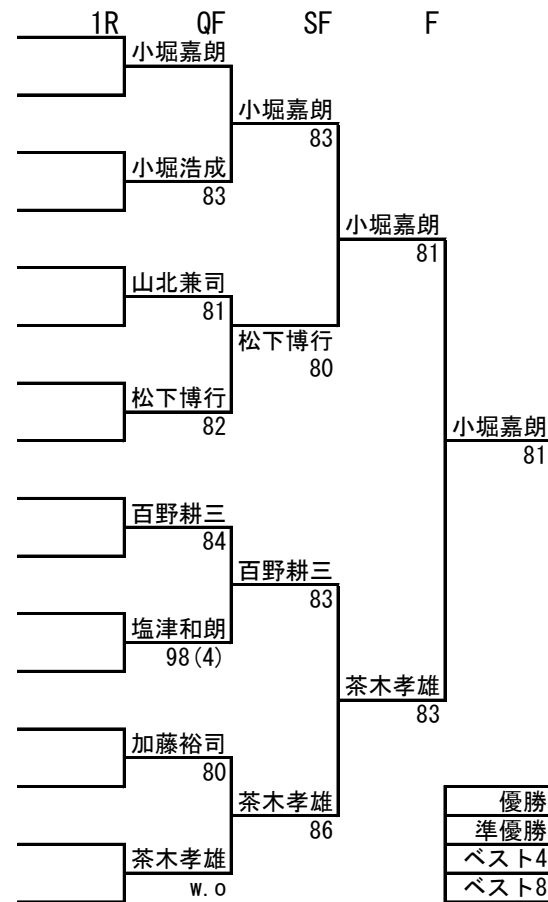 1R QF SF F
小堀嘉朗
小堀嘉朗
83
小堀浩成
83
小堀嘉朗
81
山北兼司
81
松下博行
80
松下博行
82
小堀嘉朗
81
百野耕三
84
百野耕三
83
塩津和朗
98(4)
茶木孝雄
83
加藤裕司
80
茶木孝雄
86
茶木孝雄
w.o
優勝
準優勝
ベスト4
ベスト8